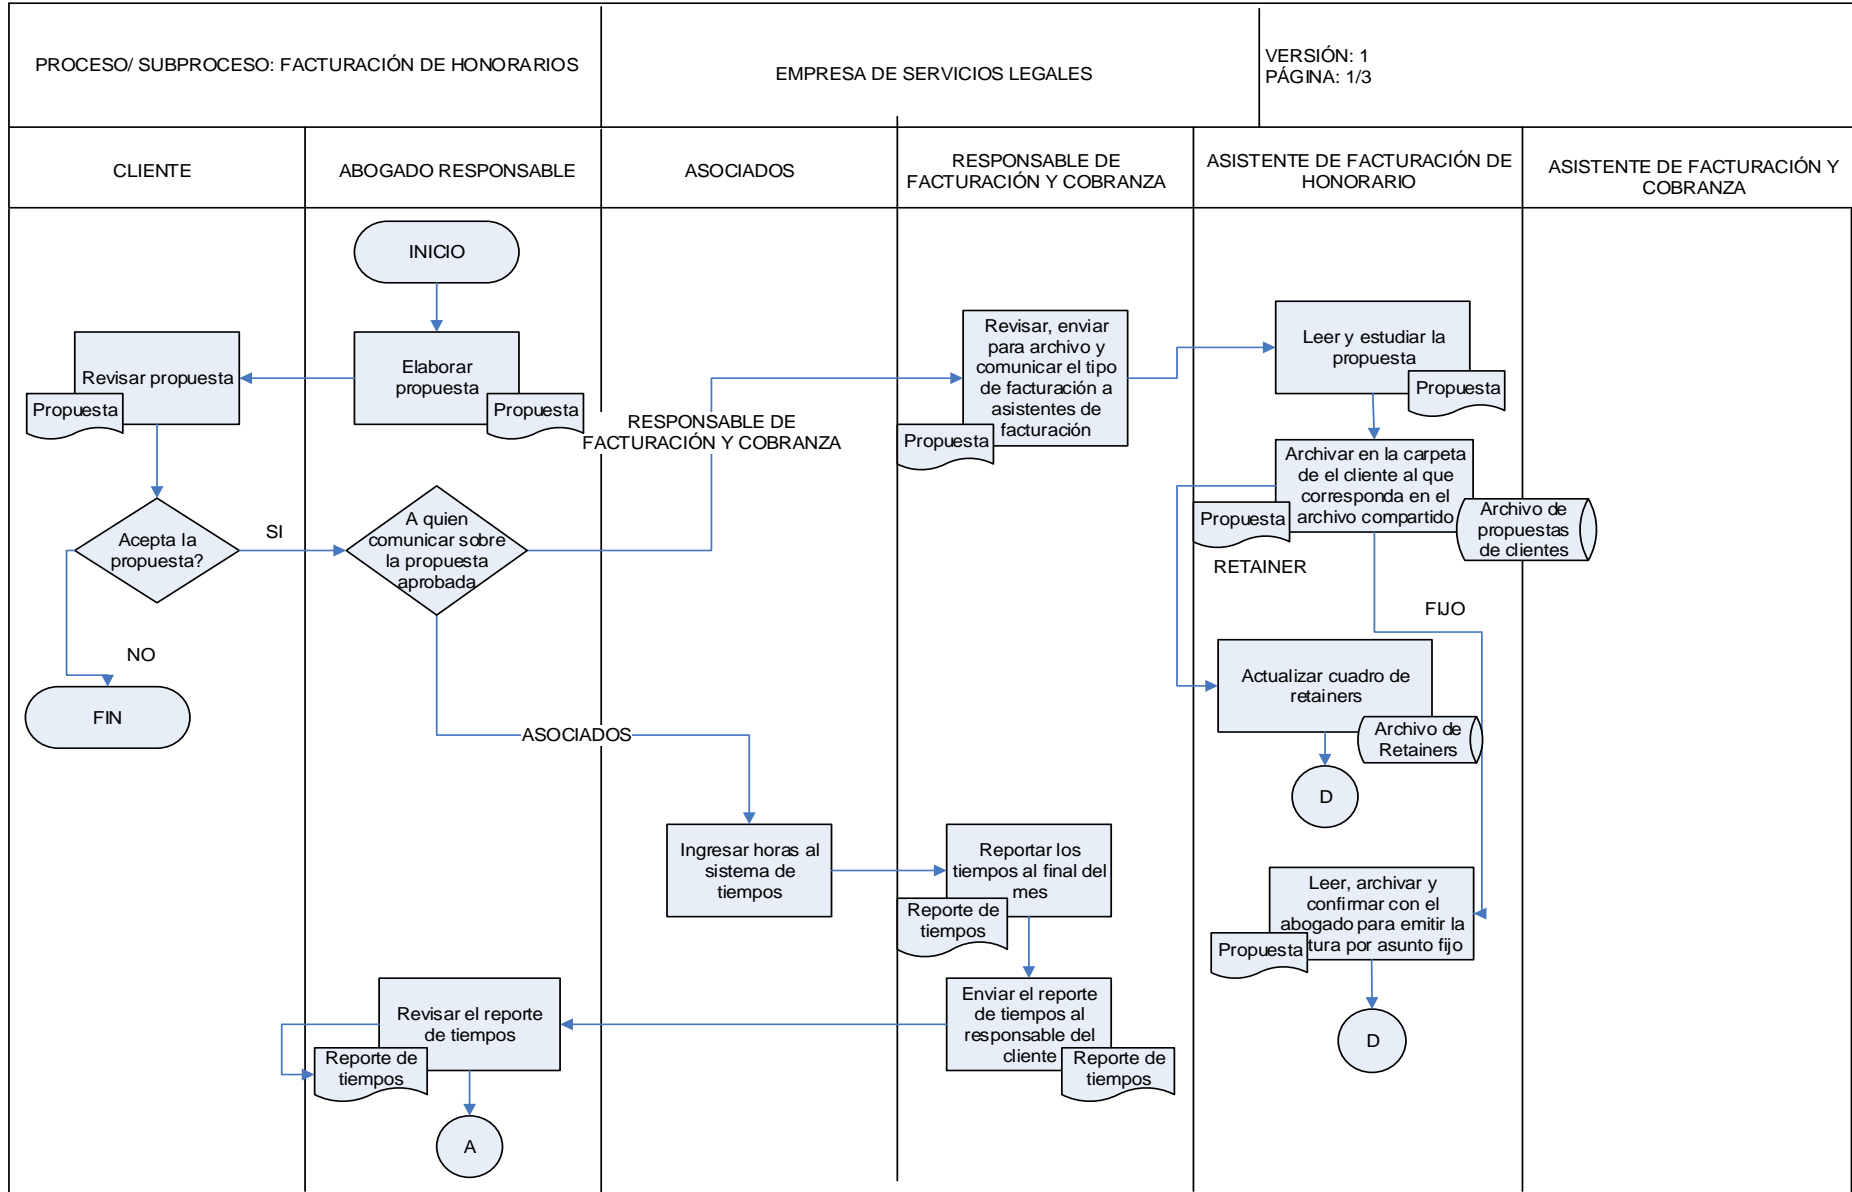 PROCESO/ SUBPROCESO: FACTURACIÓN DE HONORARIOS
EMPRESA DE SERVICIOS LEGALES
VERSIÓN: 1
PÁGINA: 1/3
CLIENTE
ABOGADO RESPONSABLE
ASOCIADOS
RESPONSABLE DE
FACTURACIÓN Y COBRANZA
ASISTENTE DE FACTURACIÓN DE
HONORARIO
ASISTENTE DE FACTURACIÓN Y
COBRANZA
INICIO
Elaborar
propuesta
Propuesta
Revisar propuesta
Propuesta
Acepta la
propuesta?
SI
NO
FIN
A quien
comunicar sobre
la propuesta
aprobada
RESPONSABLE DE
FACTURACIÓN Y COBRANZA
Revisar, enviar
para archivo y
comunicar el tipo
de facturación a
asistentes de
facturación
Propuesta
Leer y estudiar la
propuesta
Propuesta
Archivar en la carpeta
de el cliente al que
corresponda en el
archivo compartido
Propuesta
Archivo de
propuestas
de clientes
RETAINER
FIJO
Actualizar cuadro de
retainers
Archivo de
Retainers
D
ASOCIADOS
Ingresar horas al
sistema de
tiempos
Reportar los
tiempos al final del
mes
Reporte de
tiempos
Leer, archivar y
confirmar con el
abogado para emitir la
tura por asunto fijo
Propuesta
D
Enviar el reporte
de tiempos al
responsable del
cliente
Reporte de
tiempos
Revisar el reporte
de tiempos
Reporte de
tiempos
A